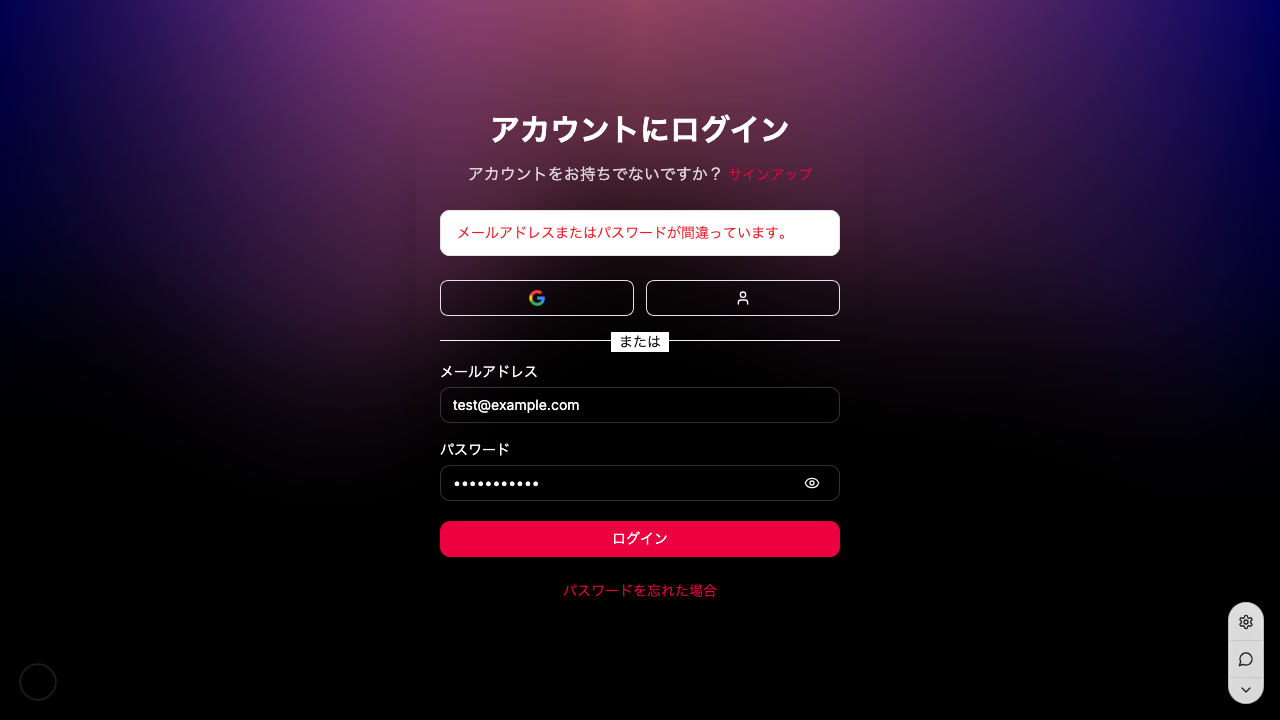 アカウントにログイン
アカウントをお持ちでないですか？ サインアップ
メールアドレスまたはパスワードが間違っています。
または
メールアドレス
test@example.com
パスワード
•••••••••••
ログイン
パスワードを忘れた場合